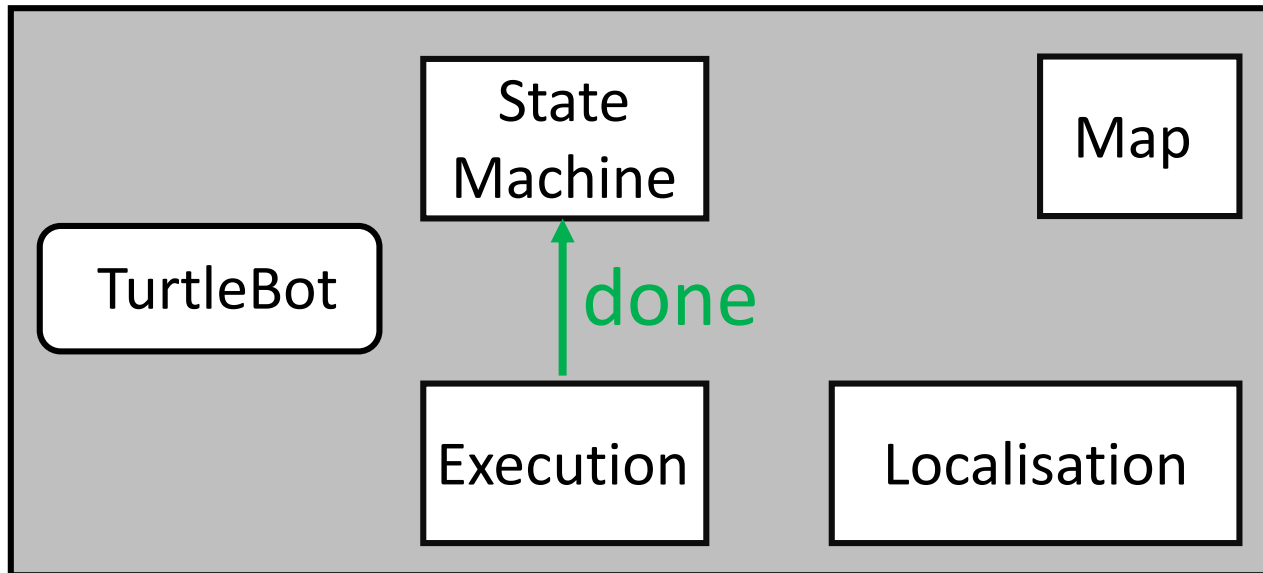 State
Machine
Map
TurtleBot
done
Execution
Localisation